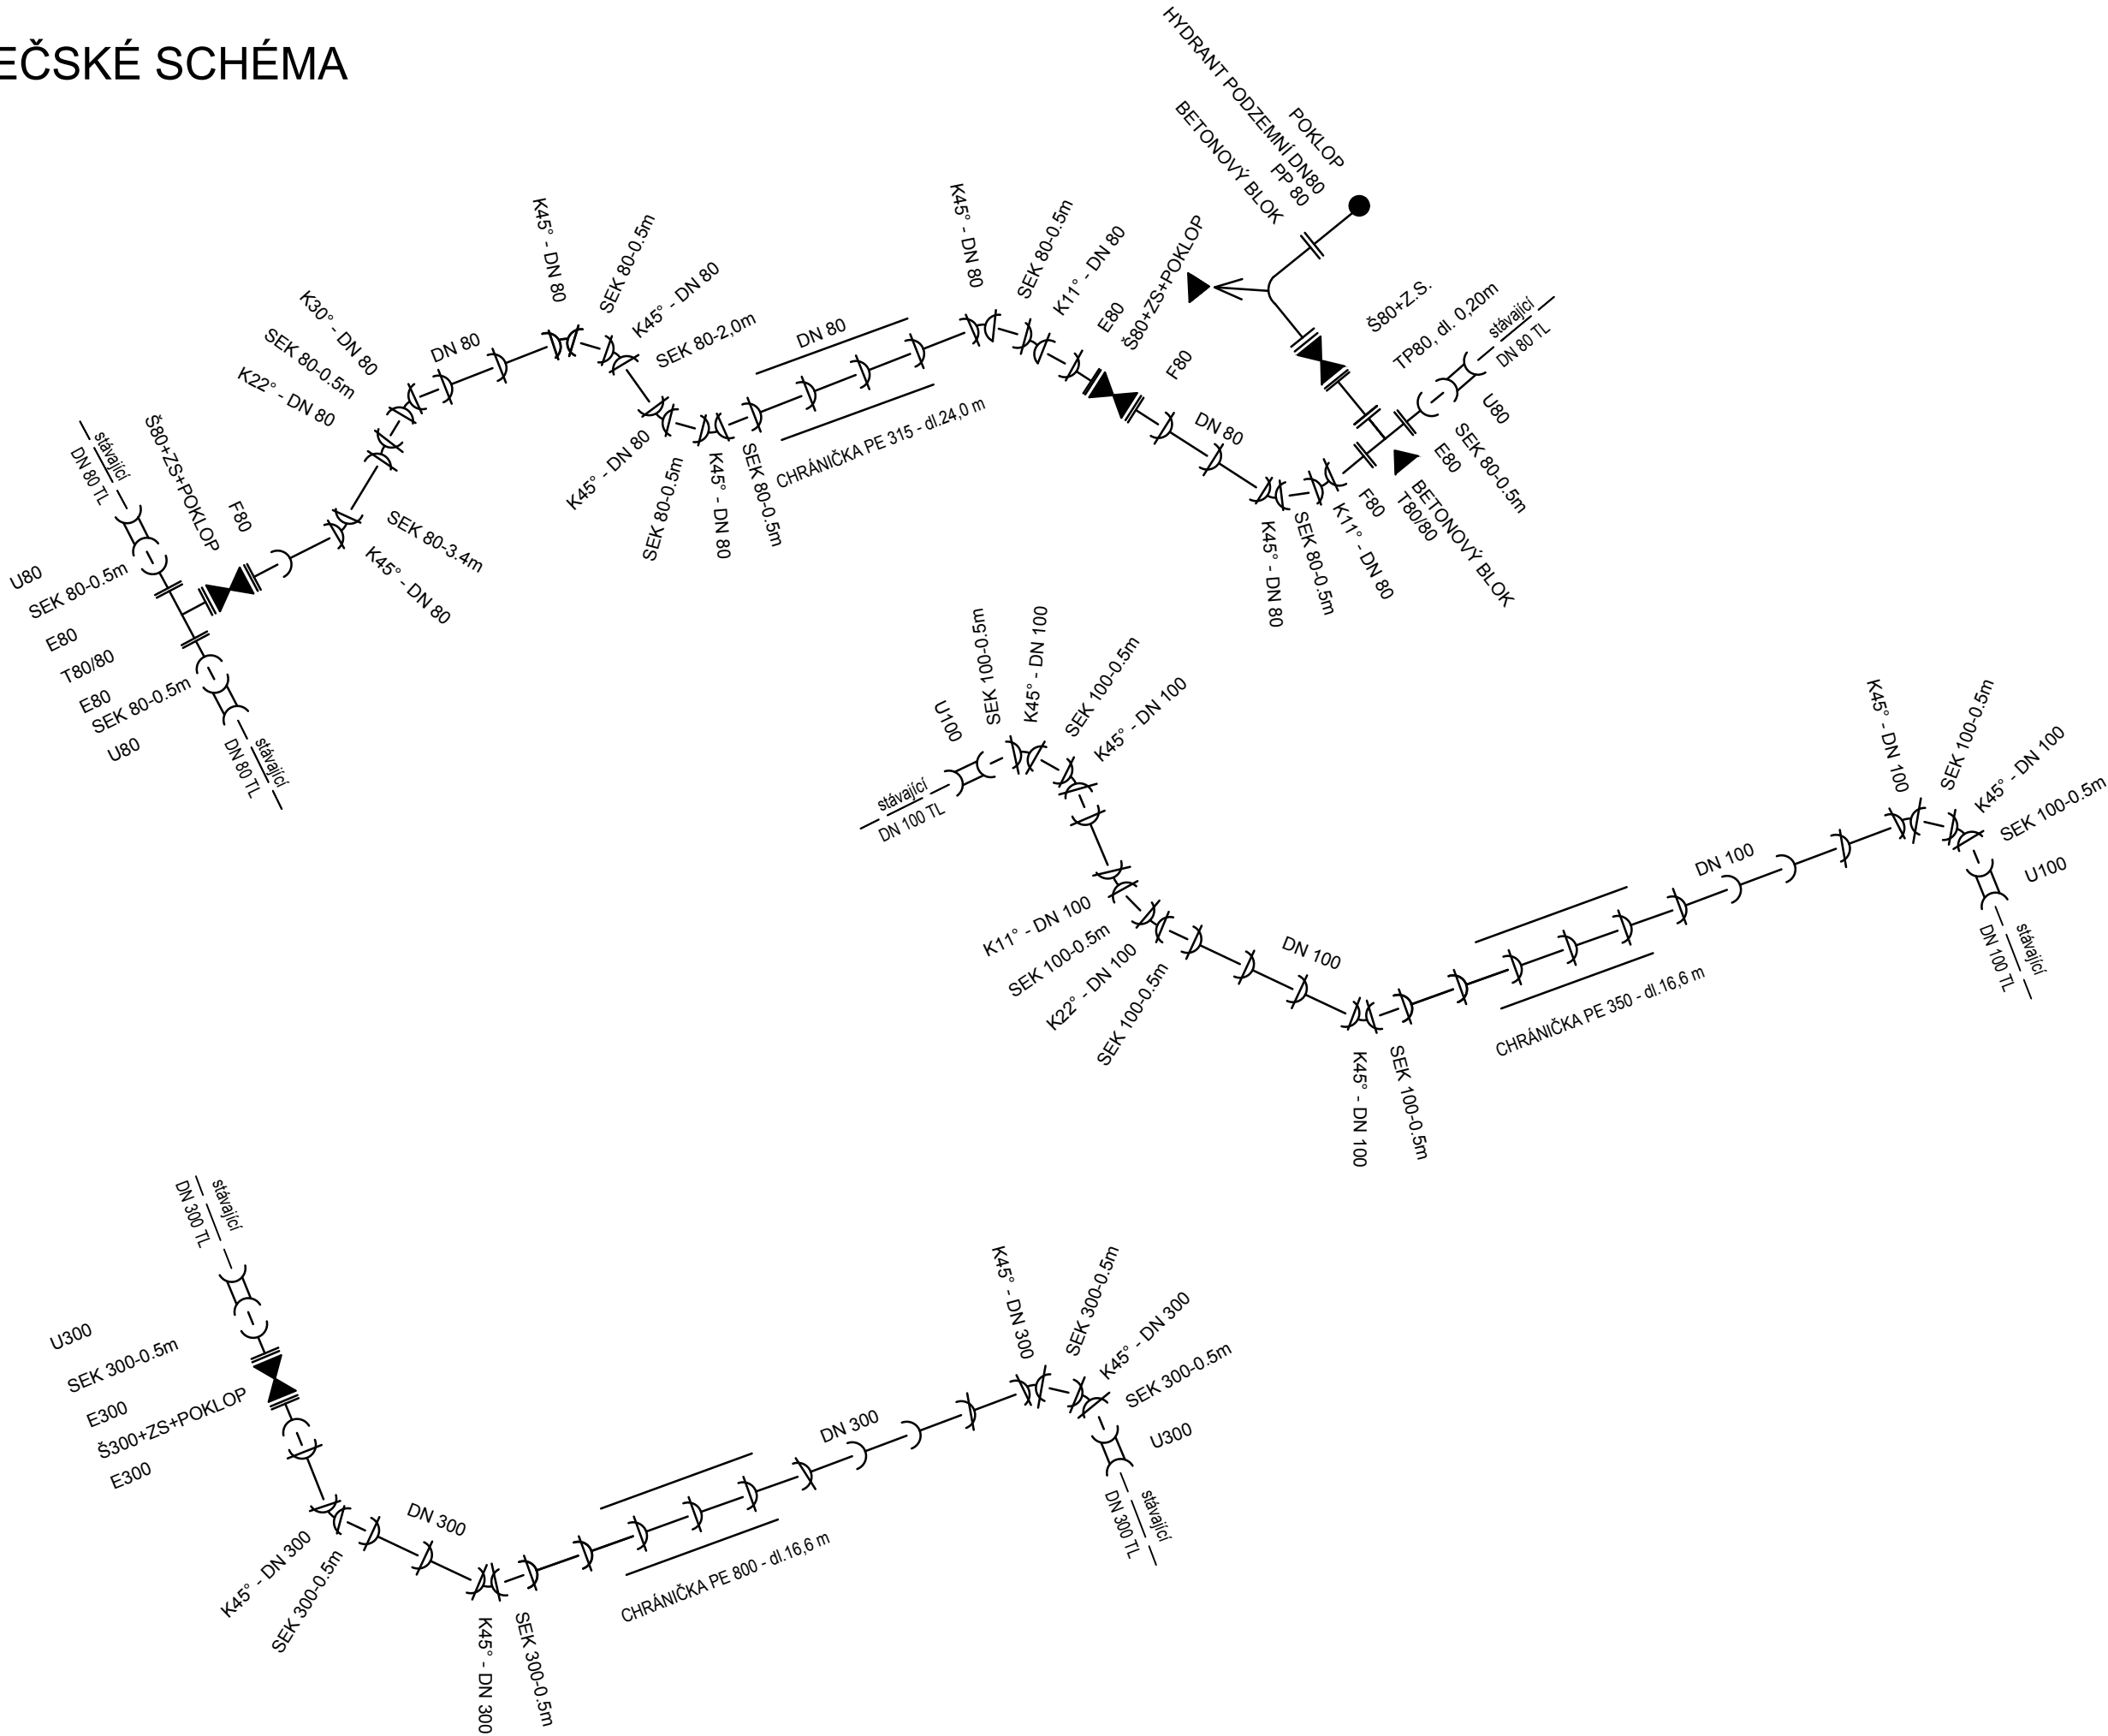 EČSKÉ SCHÉMA
HYDRANT PODZEMNÍ DN80
POKLOP
PP 80
BETONOVÝ BLOK
K45° - DN 80
SEK 80-0.5m
K45° - DN 80
SEK 80-2,0m
DN 80
K45° - DN 80
SEK 80-0.5m
K11° - DN 80
E80
Š80+ZS+POKLOP
F80
Š80+Z.S.
TP80, dl. 0,20m
stávající
DN 80 TL
K30° - DN 80
SEK 80-0.5m
K22° - DN 80
DN 80
stávající
DN 80 TL
Š80+ZS+POKLOP
F80
SEK 80-3.4m
K45° - DN 80
K45° - DN 80
SEK 80-0.5m
K45° - DN 80
SEK 80-0.5m
CHRÁNIČKA PE 315 - dl.24,0 m
DN 80
K45° - DN 80
SEK 80-0.5m
K11° - DN 80
F80
T80/80
BETONOVÝ BLOK
E80
SEK 80-0.5m
U80
U80
SEK 80-0.5m
E80
T80/80
E80
SEK 80-0.5m
U80
stávající
DN 80 TL
U100
SEK 100-0.5m
K45° - DN 100
SEK 100-0.5m
K45° - DN 100
stávající
DN 100 TL
K11° - DN 100
SEK 100-0.5m
K22° - DN 100
SEK 100-0.5m
DN 100
K45° - DN 100
SEK 100-0.5m
CHRÁNIČKA PE 350 - dl.16,6 m
DN 100
K45° - DN 100
SEK 100-0.5m
K45° - DN 100
SEK 100-0.5m
U100
stávající
DN 100 TL
stávající
DN 300 TL
U300
SEK 300-0.5m
E300
Š300+ZS+POKLOP
E300
K45° - DN 300
SEK 300-0.5m
DN 300
K45° - DN 300
SEK 300-0.5m
CHRÁNIČKA PE 800 - dl.16,6 m
DN 300
K45° - DN 300
SEK 300-0.5m
K45° - DN 300
SEK 300-0.5m
U300
stávající
DN 300 TL